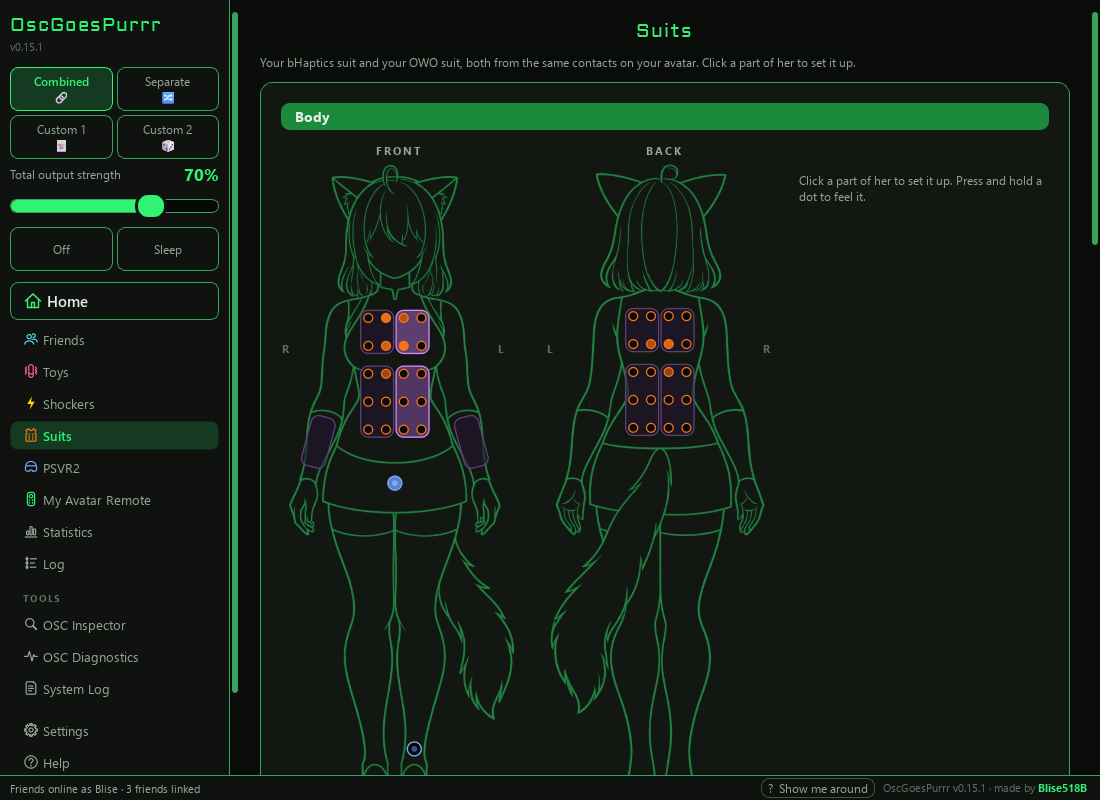 OscGoesPurrr
v0.15.1
Combined
Separate
Custom 1
Custom 2
Total output strength 70%
Off
Sleep
Home
Friends
Toys
Shockers
Suits
PSVR2
My Avatar Remote
Statistics
Log
TOOLS
OSC Inspector
OSC Diagnostics
System Log
Settings
Help
Suits
Your bHaptics suit and your OWO suit, both from the same contacts on your avatar. Click a part of her to set it up.
Body
FRONT
BACK
R
L
L
R
Click a part of her to set it up. Press and hold a
dot to feel it.
Friends online as Blise · 3 friends linked
? Show me around
OscGoesPurrr v0.15.1 · made by Blise518B